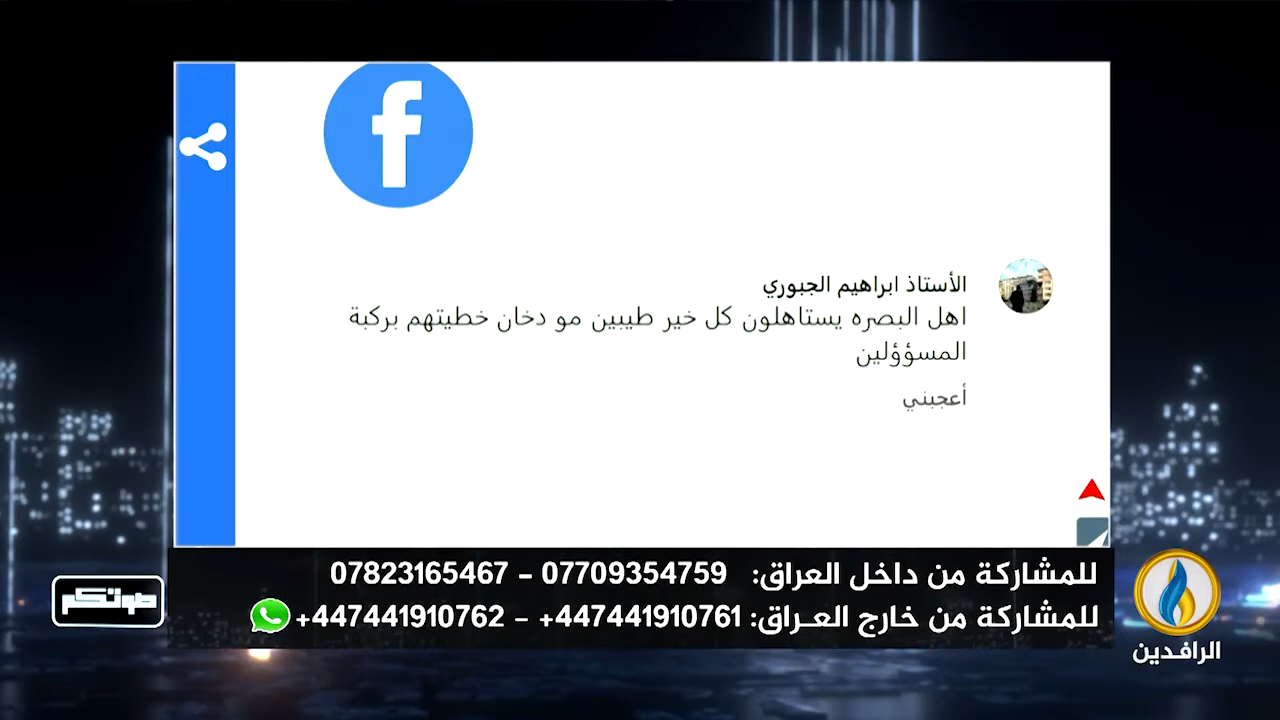 الأستاذ ابراهيم الجبوري
اهل البصره يستاهلون كل خير طيبين مو دخان خطيتهم بركبة
المسؤؤلين
أعجبني
للمشاركة من داخل العراق: 07709354759 - 07823165467
للمشاركة من خارج العـراق: 447441910761+ - 447441910762+
صوتكم
الرافدين